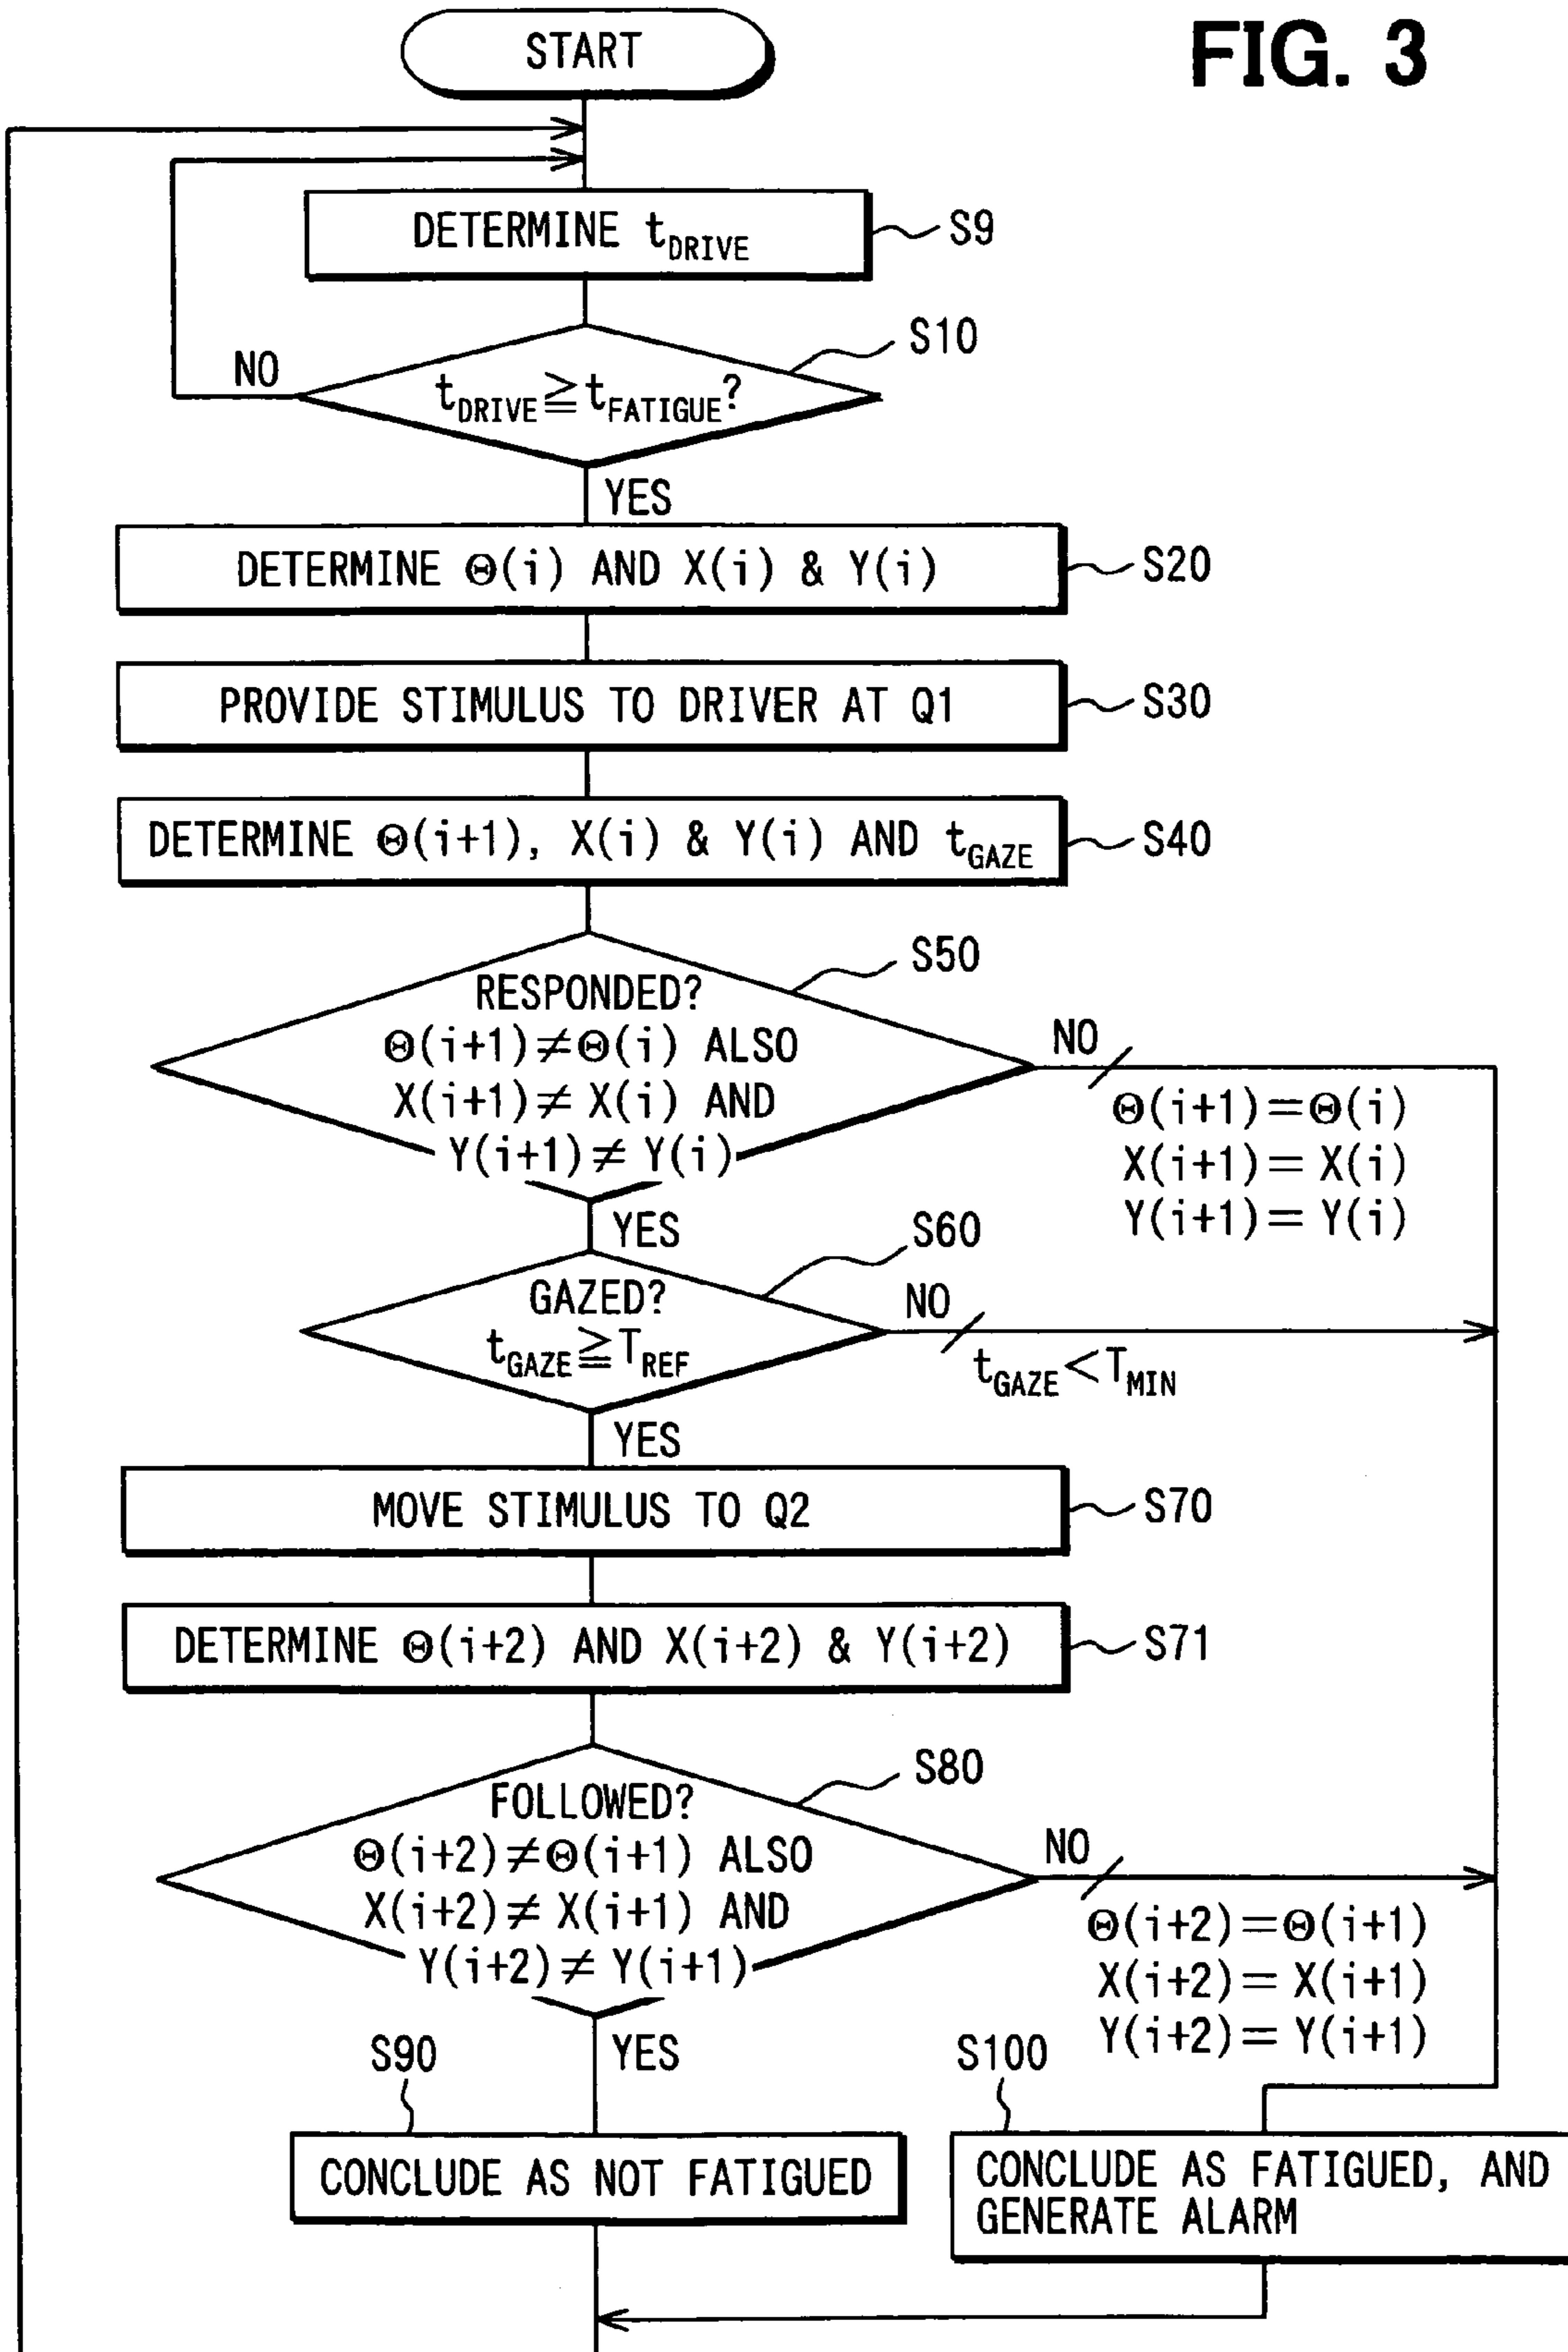 FIG. 3
START
DETERMINE tDRIVE
S9
S10
NO
tDRIVE≧tFATIGUE?
YES
DETERMINE Θ(i) AND X(i) & Y(i)
S20
PROVIDE STIMULUS TO DRIVER AT Q1
S30
DETERMINE Θ(i+1), X(i) & Y(i) AND tGAZE
S40
S50
RESPONDED?
Θ(i+1)≠Θ(i) ALSO
X(i+1)≠ X(i) AND
Y(i+1)≠ Y(i)
NO
Θ(i+1)=Θ(i)
X(i+1)= X(i)
Y(i+1)= Y(i)
YES
S60
GAZED?
tGAZE≧TREF
NO
tGAZE<TMIN
YES
MOVE STIMULUS TO Q2
S70
DETERMINE Θ(i+2) AND X(i+2) & Y(i+2)
S71
S80
FOLLOWED?
Θ(i+2)≠Θ(i+1) ALSO
X(i+2)≠ X(i+1) AND
Y(i+2)≠ Y(i+1)
NO
Θ(i+2)=Θ(i+1)
X(i+2)= X(i+1)
Y(i+2)= Y(i+1)
YES
S90
CONCLUDE AS NOT FATIGUED
S100
CONCLUDE AS FATIGUED, AND
GENERATE ALARM